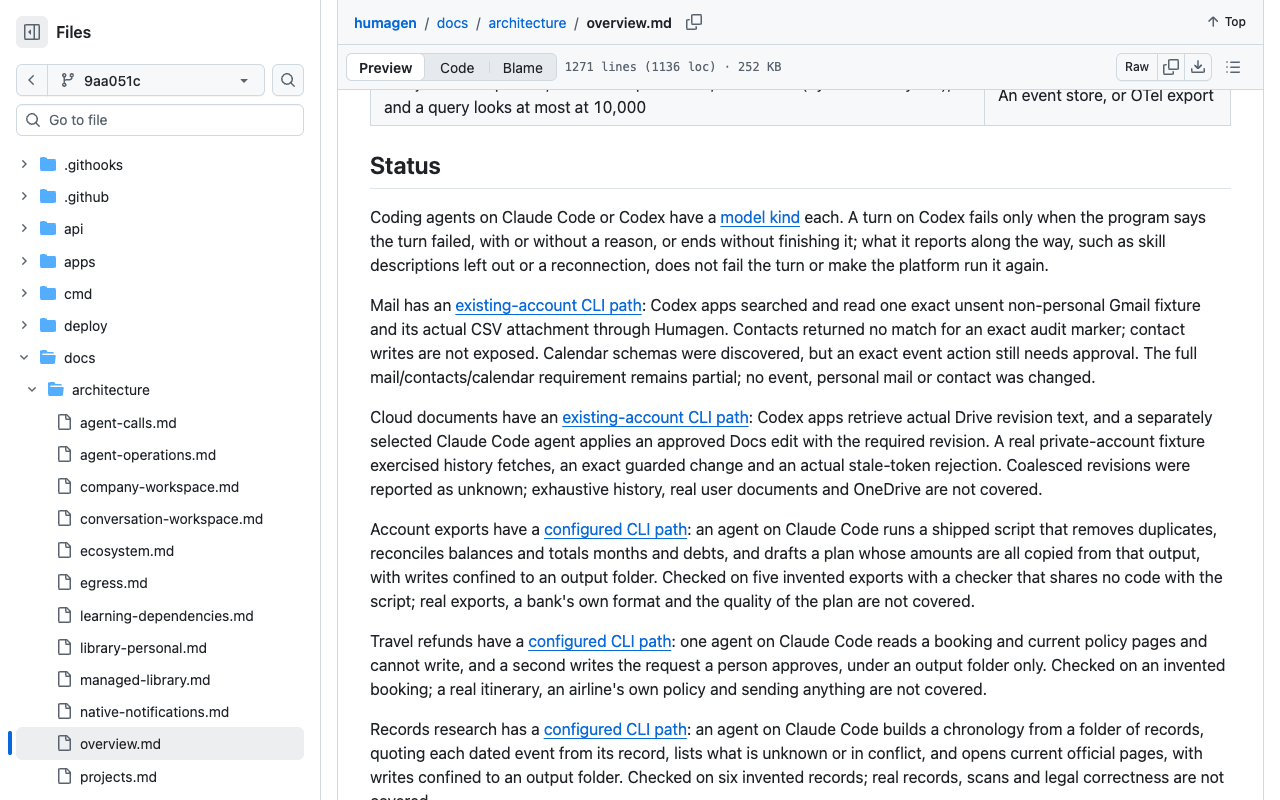 Files
humagen / docs / architecture / overview.md
Top
9aa051c
Preview
Code
Blame
1271 lines (1136 loc) · 252 KB
Raw
Go to file
.githooks
.github
api
apps
cmd
deploy
docs
architecture
agent-calls.md
agent-operations.md
company-workspace.md
conversation-workspace.md
ecosystem.md
egress.md
learning-dependencies.md
library-personal.md
managed-library.md
native-notifications.md
overview.md
projects.md
and a query looks at most at 10,000
An event store, or OTel export
Status
Coding agents on Claude Code or Codex have a model kind each. A turn on Codex fails only when the program says
the turn failed, with or without a reason, or ends without finishing it; what it reports along the way, such as skill
descriptions left out or a reconnection, does not fail the turn or make the platform run it again.
Mail has an existing-account CLI path: Codex apps searched and read one exact unsent non-personal Gmail fixture
and its actual CSV attachment through Humagen. Contacts returned no match for an exact audit marker; contact
writes are not exposed. Calendar schemas were discovered, but an exact event action still needs approval. The full
mail/contacts/calendar requirement remains partial; no event, personal mail or contact was changed.
Cloud documents have an existing-account CLI path: Codex apps retrieve actual Drive revision text, and a separately
selected Claude Code agent applies an approved Docs edit with the required revision. A real private-account fixture
exercised history fetches, an exact guarded change and an actual stale-token rejection. Coalesced revisions were
reported as unknown; exhaustive history, real user documents and OneDrive are not covered.
Account exports have a configured CLI path: an agent on Claude Code runs a shipped script that removes duplicates,
reconciles balances and totals months and debts, and drafts a plan whose amounts are all copied from that output,
with writes confined to an output folder. Checked on five invented exports with a checker that shares no code with the
script; real exports, a bank's own format and the quality of the plan are not covered.
Travel refunds have a configured CLI path: one agent on Claude Code reads a booking and current policy pages and
cannot write, and a second writes the request a person approves, under an output folder only. Checked on an invented
booking; a real itinerary, an airline's own policy and sending anything are not covered.
Records research has a configured CLI path: an agent on Claude Code builds a chronology from a folder of records,
quoting each dated event from its record, lists what is unknown or in conflict, and opens current official pages, with
writes confined to an output folder. Checked on six invented records; real records, scans and legal correctness are not